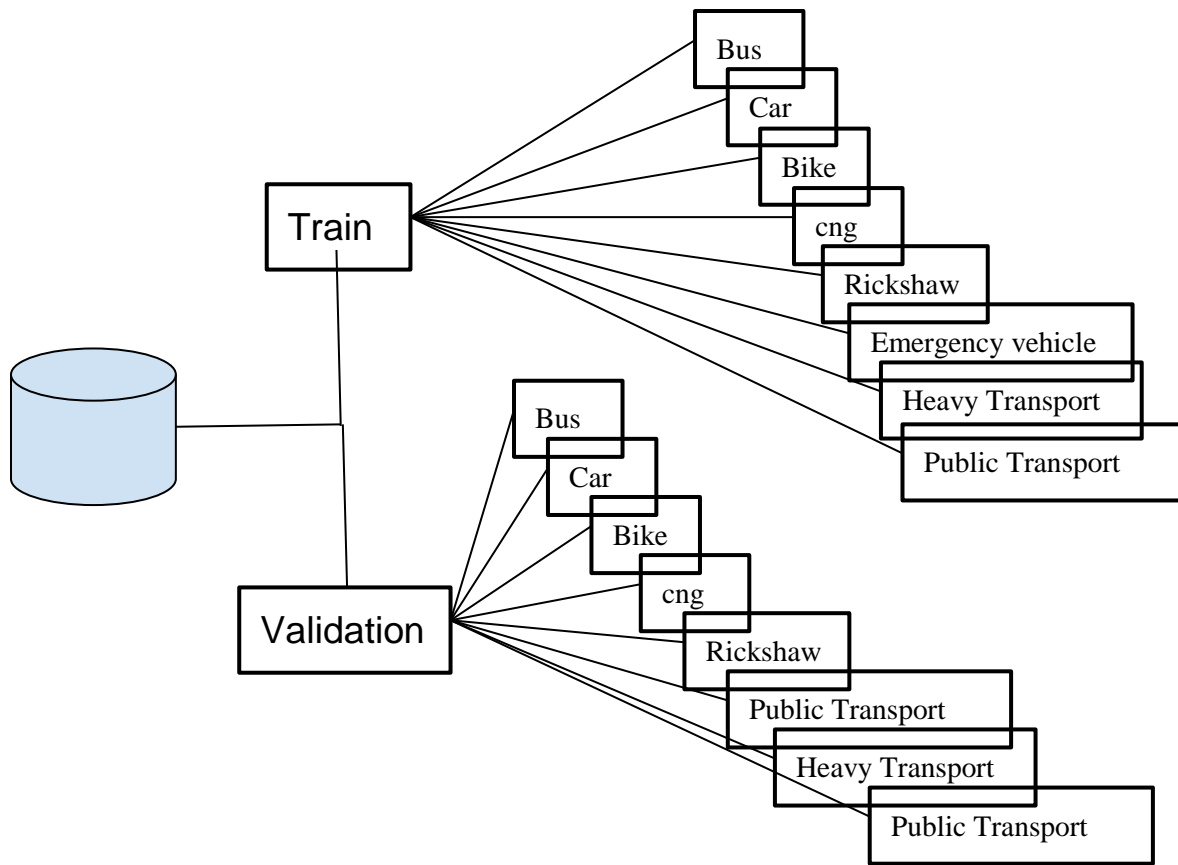 Bus
Car
Bike
cng
Rickshaw
Emergency vehicle
Heavy Transport
Public Transport
Train
Bus
Car
Bike
cng
Rickshaw
Public Transport
Heavy Transport
Public Transport
Validation